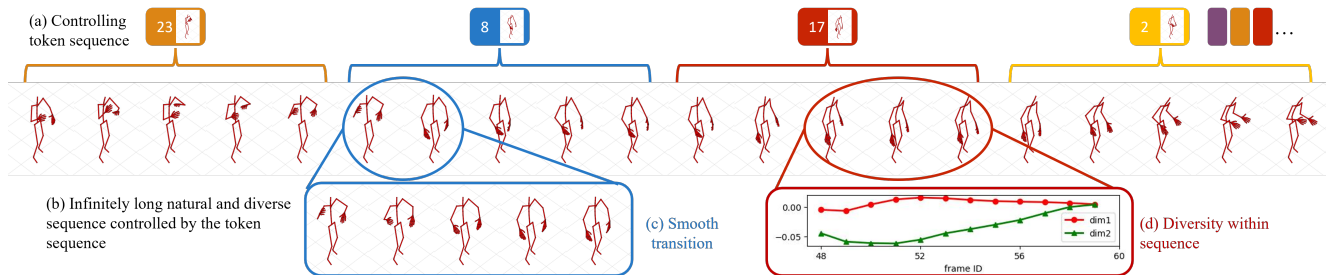 (a) Controlling
token sequence
23
8
17
2
...
(b) Infinitely long natural and diverse
sequence controlled by the token
sequence
(c) Smooth
transition
0.00
−0.05
dim1
dim2
48
52
56
60
frame ID
(d) Diversity within
sequence